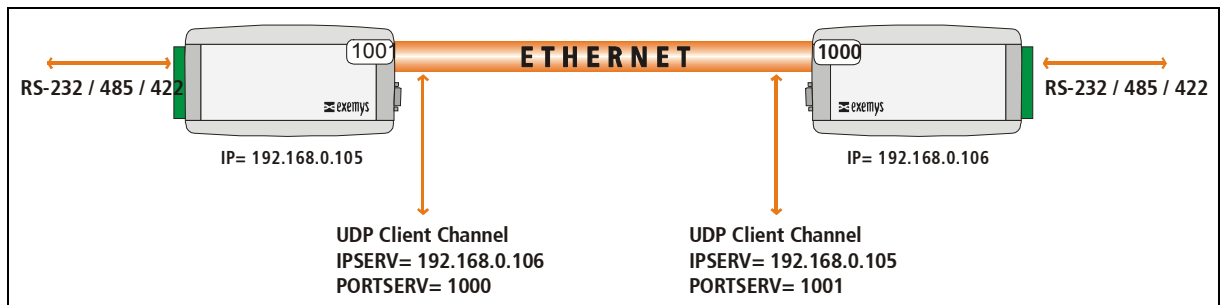 100
ETHERNET
1000
RS-232 / 485 / 422
exemys
exemys
RS-232 / 485 / 422
IP= 192.168.0.105
IP= 192.168.0.106
UDP Client Channel
IPSERV= 192.168.0.106
PORTSERV= 1000
UDP Client Channel
IPSERV= 192.168.0.105
PORTSERV= 1001